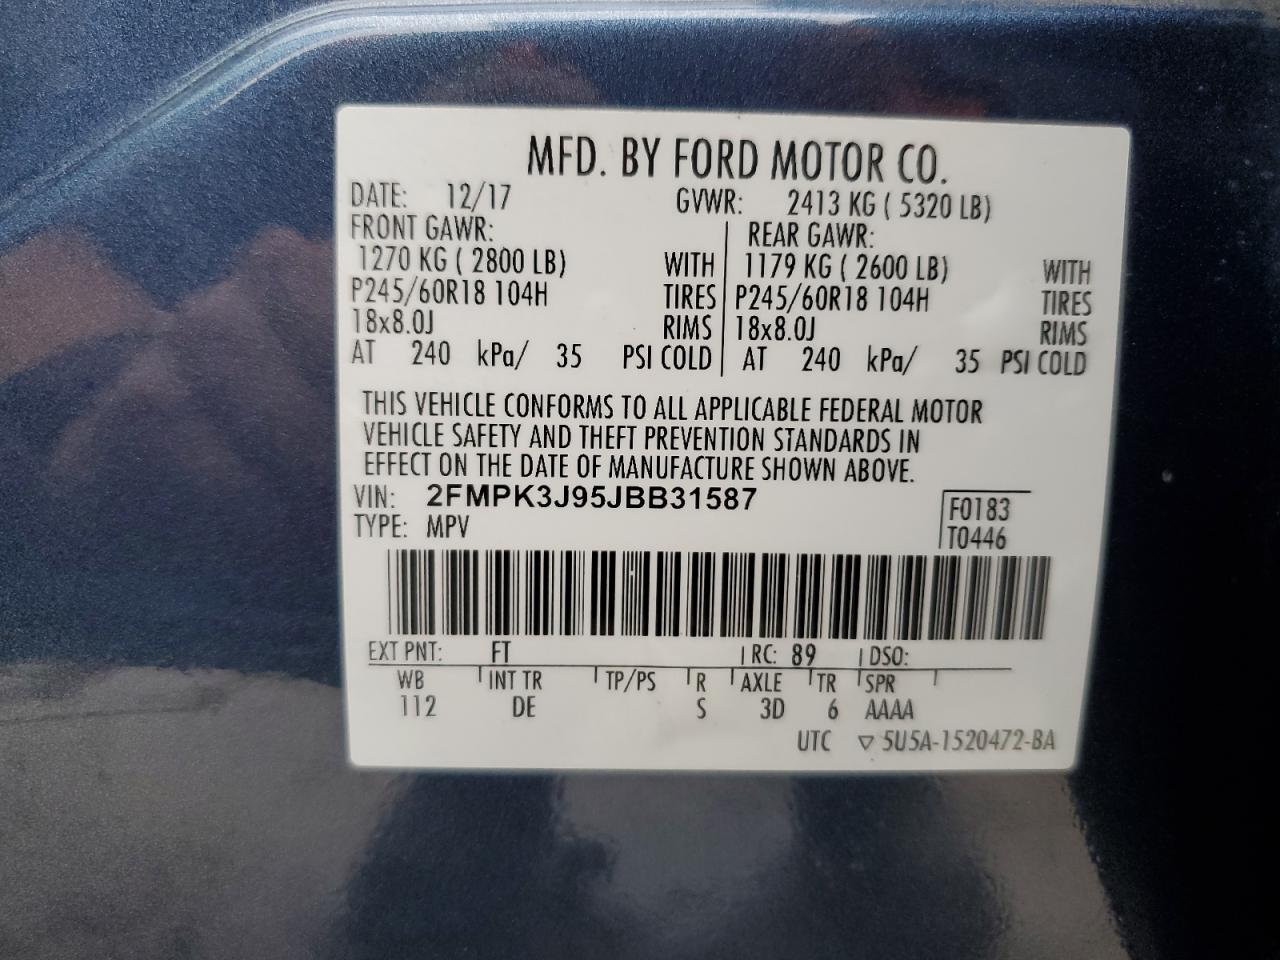 MFD. BY FORD MOTOR CO.
DATE: 12/17 GVWR: 2413 KG ( 5320 LB)
FRONT GAWR: REAR GAWR:
1270 KG ( 2800 LB) WITH 1179 KG ( 2600 LB) WITH
P245/60R18 104H TIRES P245/60R18 104H TIRES
18x8.0J RIMS 18x8.0J RIMS
AT 240 kPa/ 35 PSI COLD AT 240 kPa/ 35 PSI COLD
THIS VEHICLE CONFORMS TO ALL APPLICABLE FEDERAL MOTOR
VEHICLE SAFETY AND THEFT PREVENTION STANDARDS IN
EFFECT ON THE DATE OF MANUFACTURE SHOWN ABOVE.
VIN: 2FMPK3J95JBB31587 F0183
TYPE: MPV T0446
EXT PNT: FT RC: 89 DSO:
WB INT TR TP/PS R AXLE TR SPR
112 DE S 3D 6 AAAA
UTC ▽ 5U5A-1520472-BA